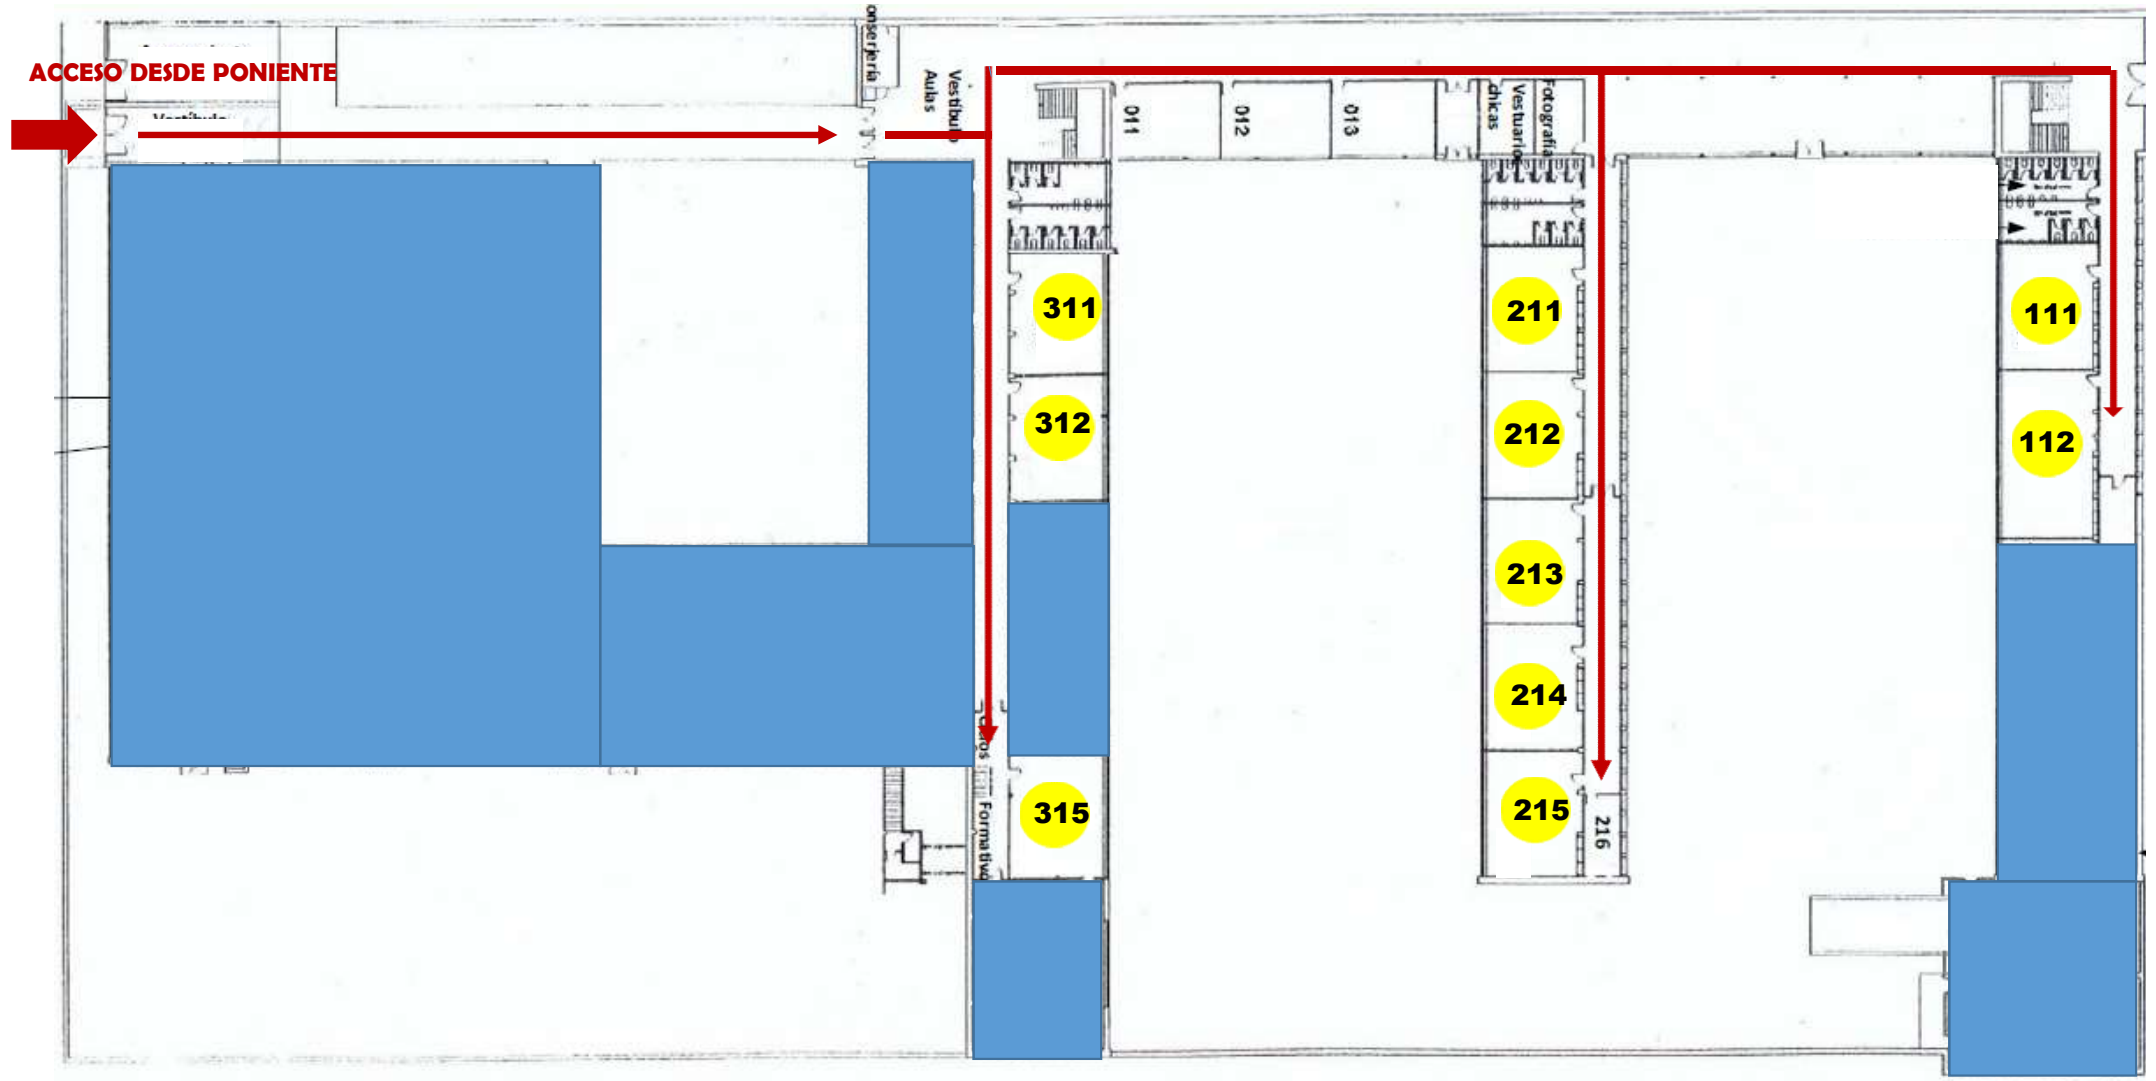 onserjería
ACCESO DESDE PONIENTE
Vestíbulo
Aulas
Vestíbulo
011
012
013
chicas
Vestuario
Fotografía
311
211
111
312
212
112
213
214
315
215
216
Formativo